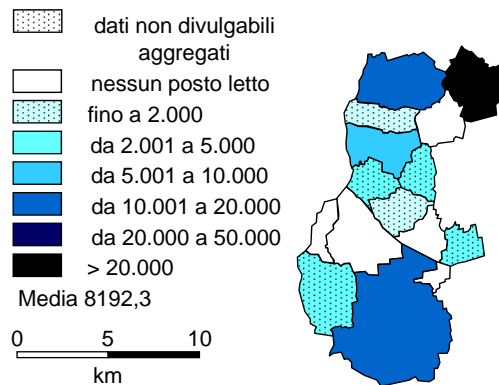 dati non divulgabili
aggregati
nessun posto letto
fino a 2.000
da 2.001 a 5.000
da 5.001 a 10.000
da 10.001 a 20.000
da 20.000 a 50.000
> 20.000
Media 8192,3
0 5 10
km